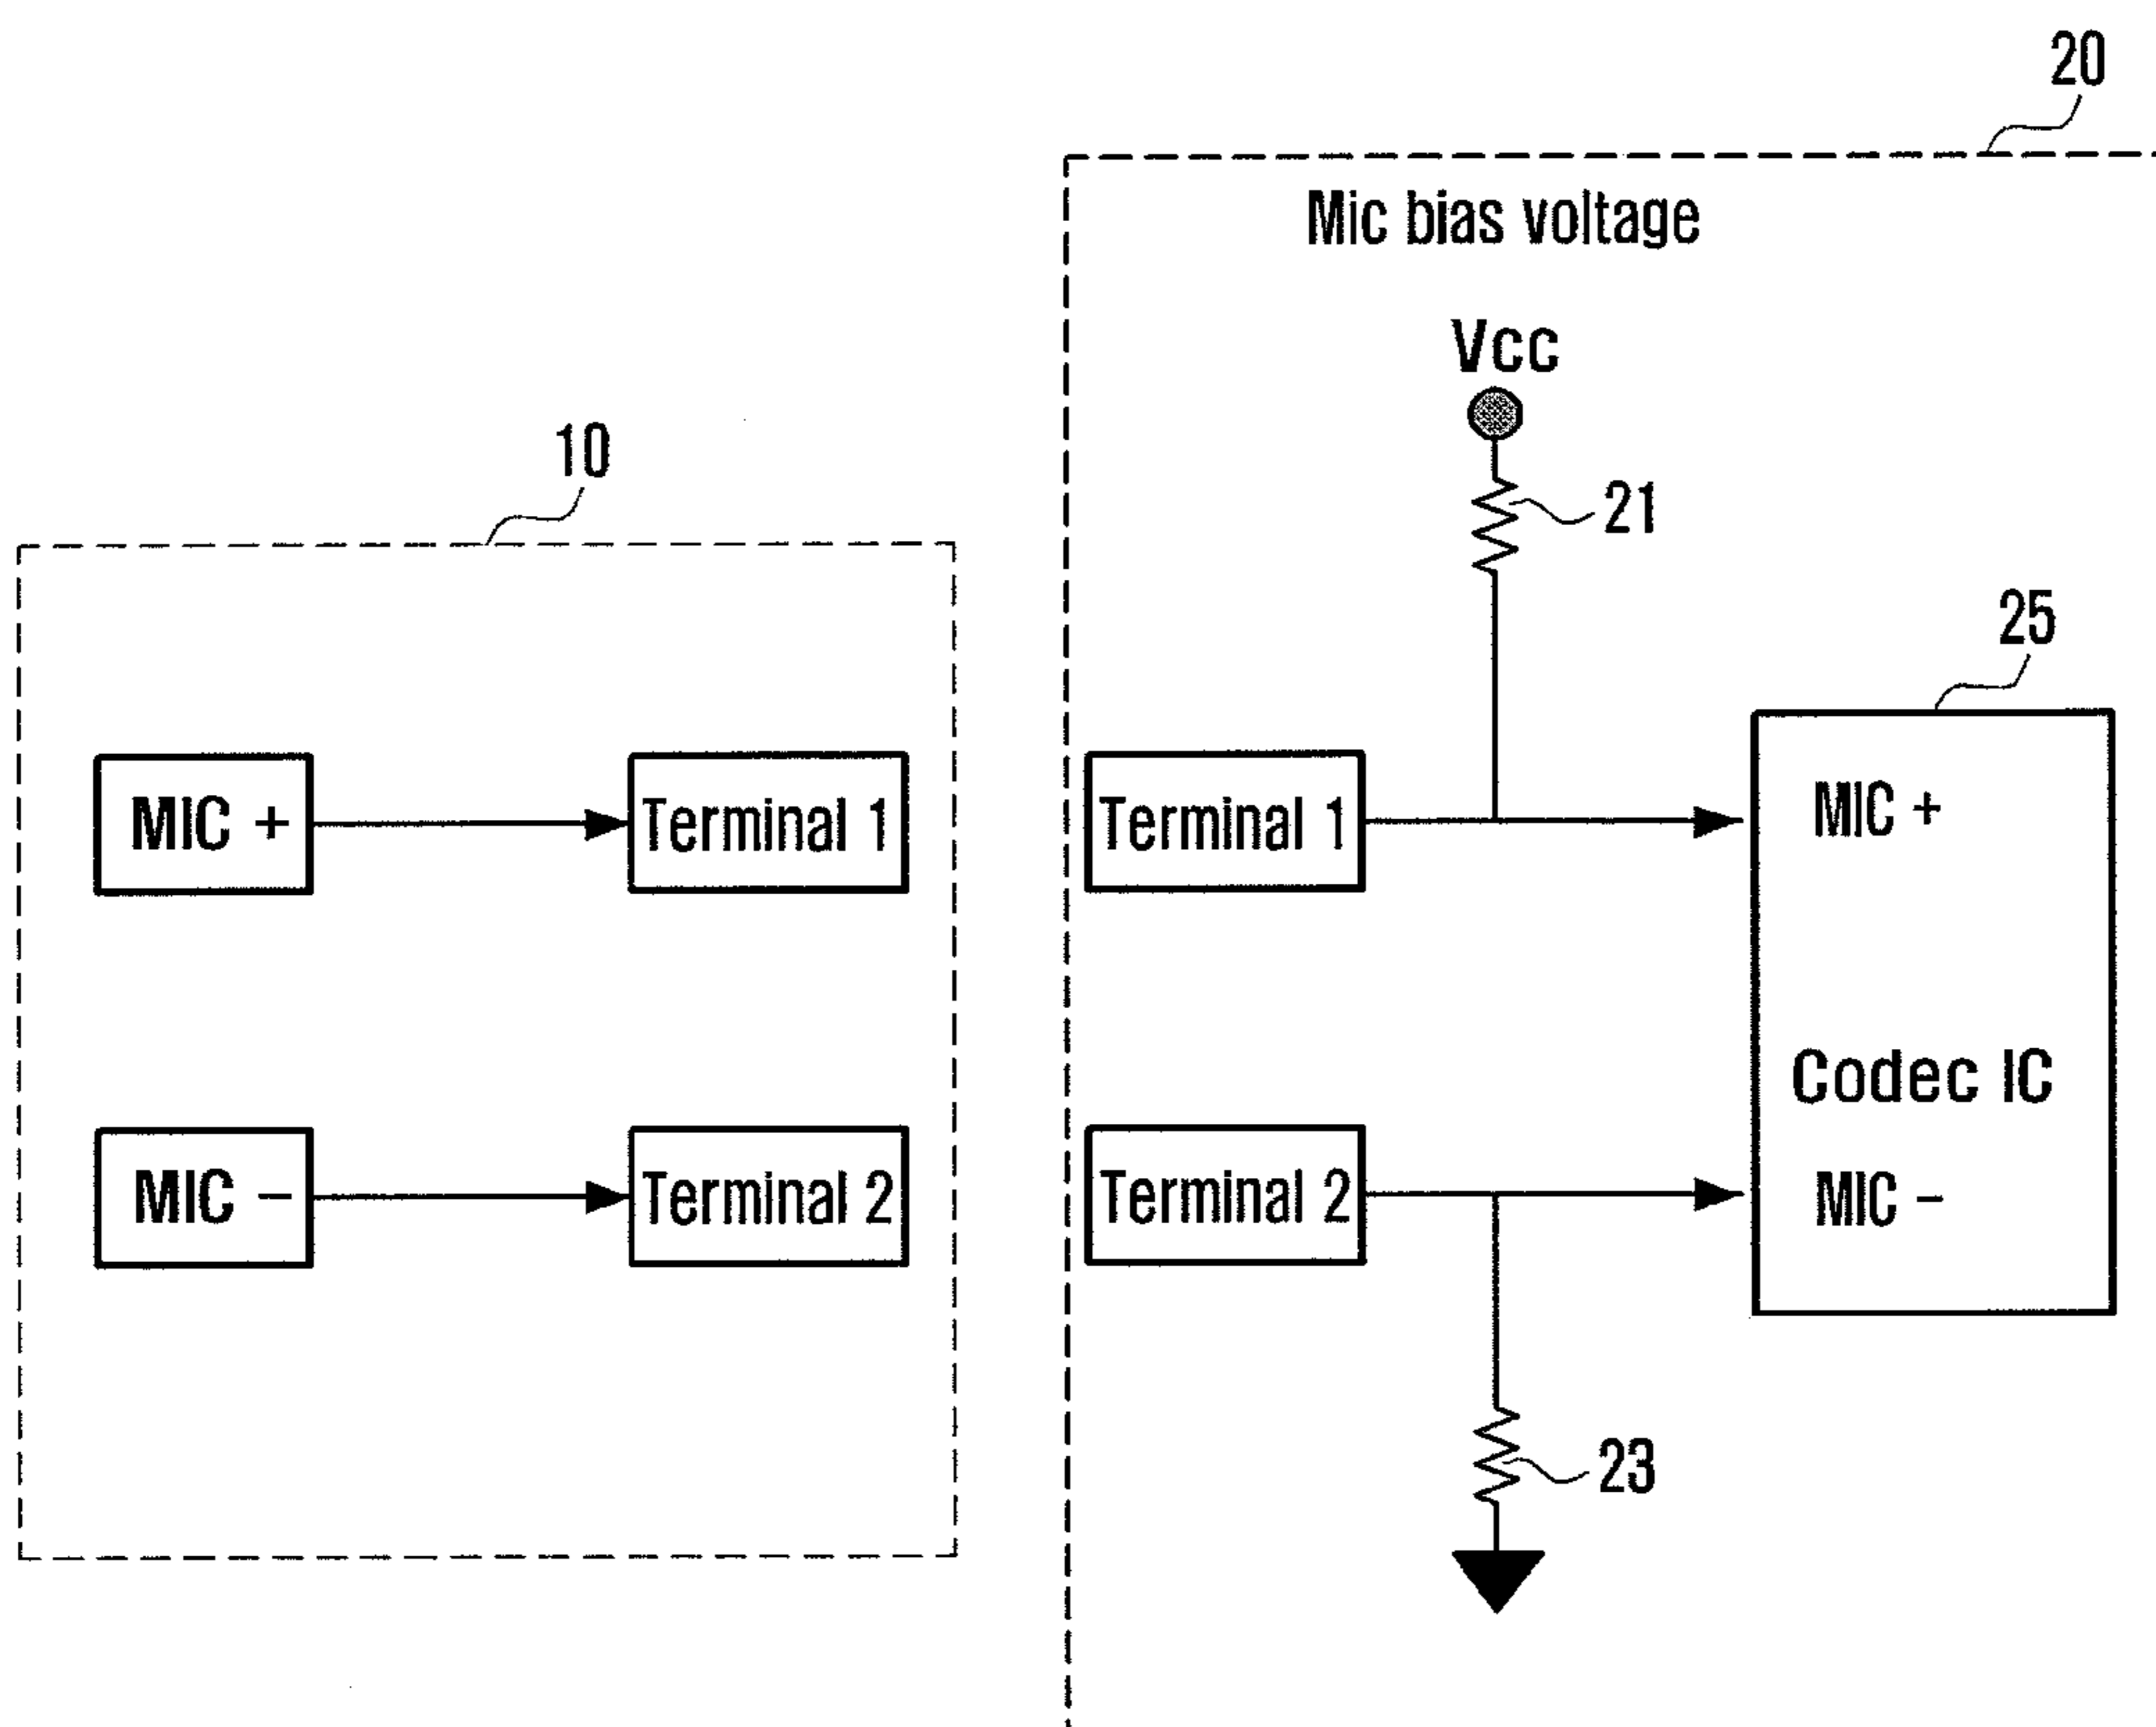 20
Mic bias voltage
Vcc
10
21
25
MIC +
Terminal 1
Terminal 1
MIC +
Codec IC
MIC −
Terminal 2
Terminal 2
MIC −
23